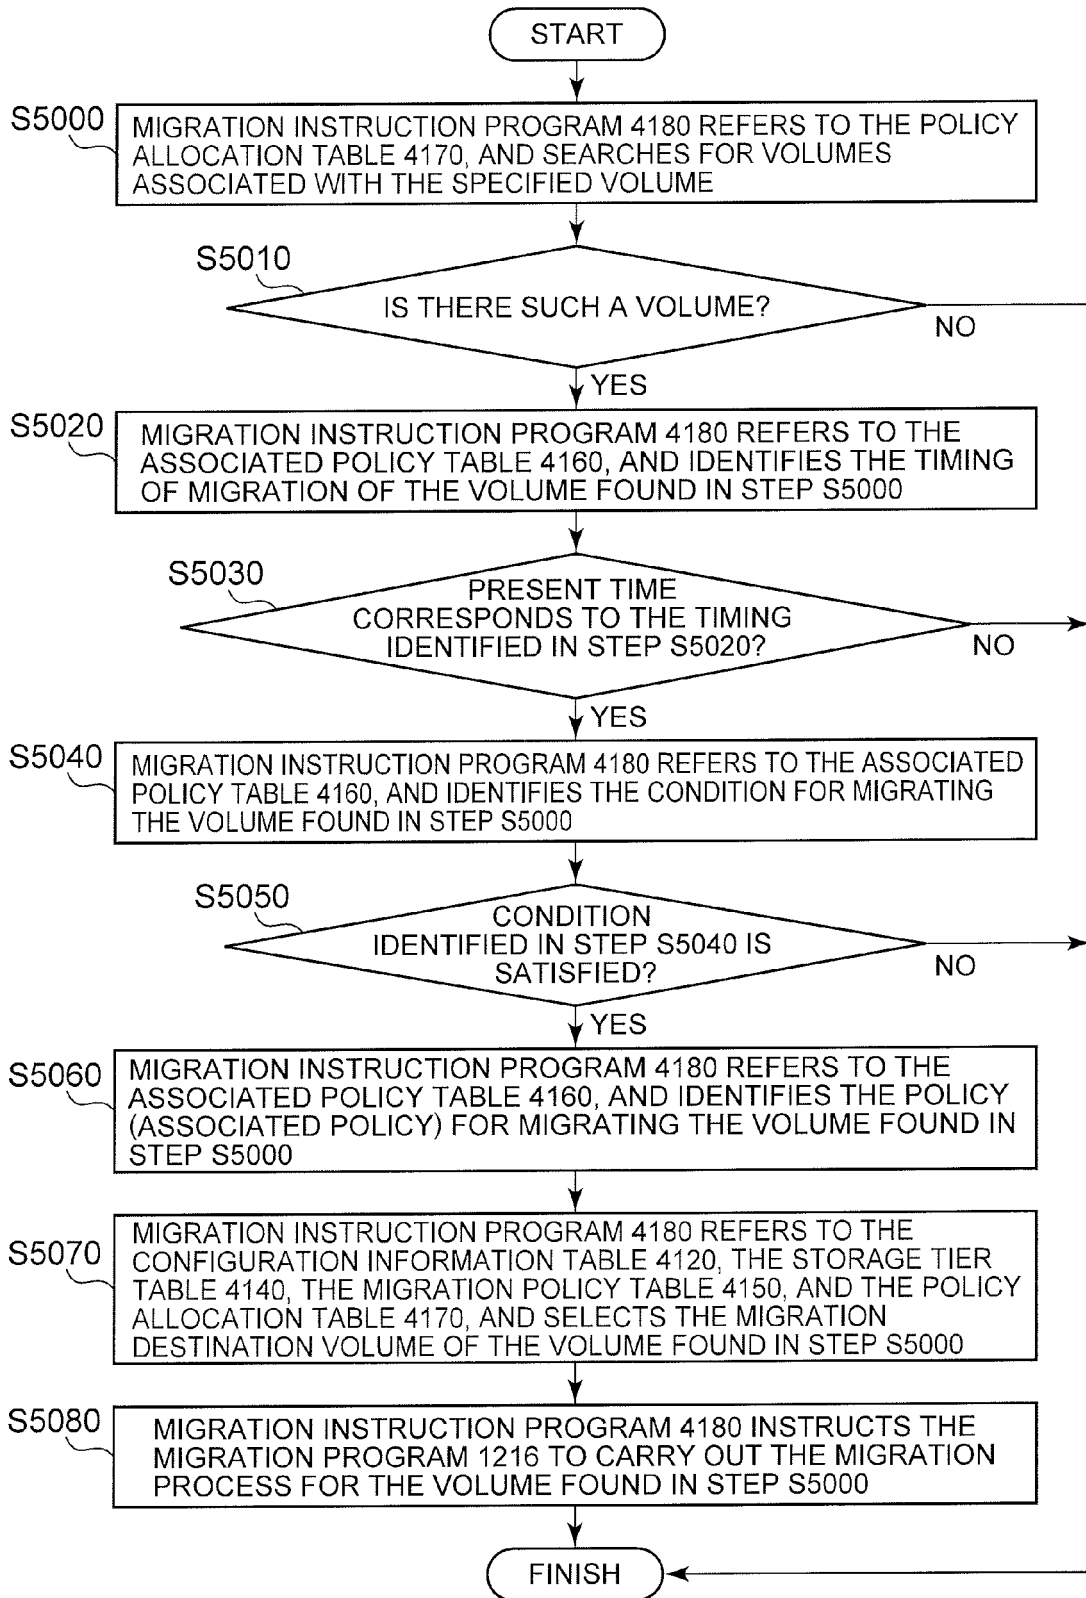 START
S5000
MIGRATION INSTRUCTION PROGRAM 4180 REFERS TO THE POLICY
ALLOCATION TABLE 4170, AND SEARCHES FOR VOLUMES
ASSOCIATED WITH THE SPECIFIED VOLUME
S5010
IS THERE SUCH A VOLUME?
NO
YES
S5020
MIGRATION INSTRUCTION PROGRAM 4180 REFERS TO THE
ASSOCIATED POLICY TABLE 4160, AND IDENTIFIES THE TIMING
OF MIGRATION OF THE VOLUME FOUND IN STEP S5000
S5030
PRESENT TIME
CORRESPONDS TO THE TIMING
IDENTIFIED IN STEP S5020?
NO
YES
S5040
MIGRATION INSTRUCTION PROGRAM 4180 REFERS TO THE ASSOCIATED
POLICY TABLE 4160, AND IDENTIFIES THE CONDITION FOR MIGRATING
THE VOLUME FOUND IN STEP S5000
S5050
CONDITION
IDENTIFIED IN STEP S5040 IS
SATISFIED?
NO
YES
S5060
MIGRATION INSTRUCTION PROGRAM 4180 REFERS TO THE
ASSOCIATED POLICY TABLE 4160, AND IDENTIFIES THE POLICY
(ASSOCIATED POLICY) FOR MIGRATING THE VOLUME FOUND IN
STEP S5000
S5070
MIGRATION INSTRUCTION PROGRAM 4180 REFERS TO THE
CONFIGURATION INFORMATION TABLE 4120, THE STORAGE TIER
TABLE 4140, THE MIGRATION POLICY TABLE 4150, AND THE POLICY
ALLOCATION TABLE 4170, AND SELECTS THE MIGRATION
DESTINATION VOLUME OF THE VOLUME FOUND IN STEP S5000
S5080
MIGRATION INSTRUCTION PROGRAM 4180 INSTRUCTS THE
MIGRATION PROGRAM 1216 TO CARRY OUT THE MIGRATION
PROCESS FOR THE VOLUME FOUND IN STEP S5000
FINISH